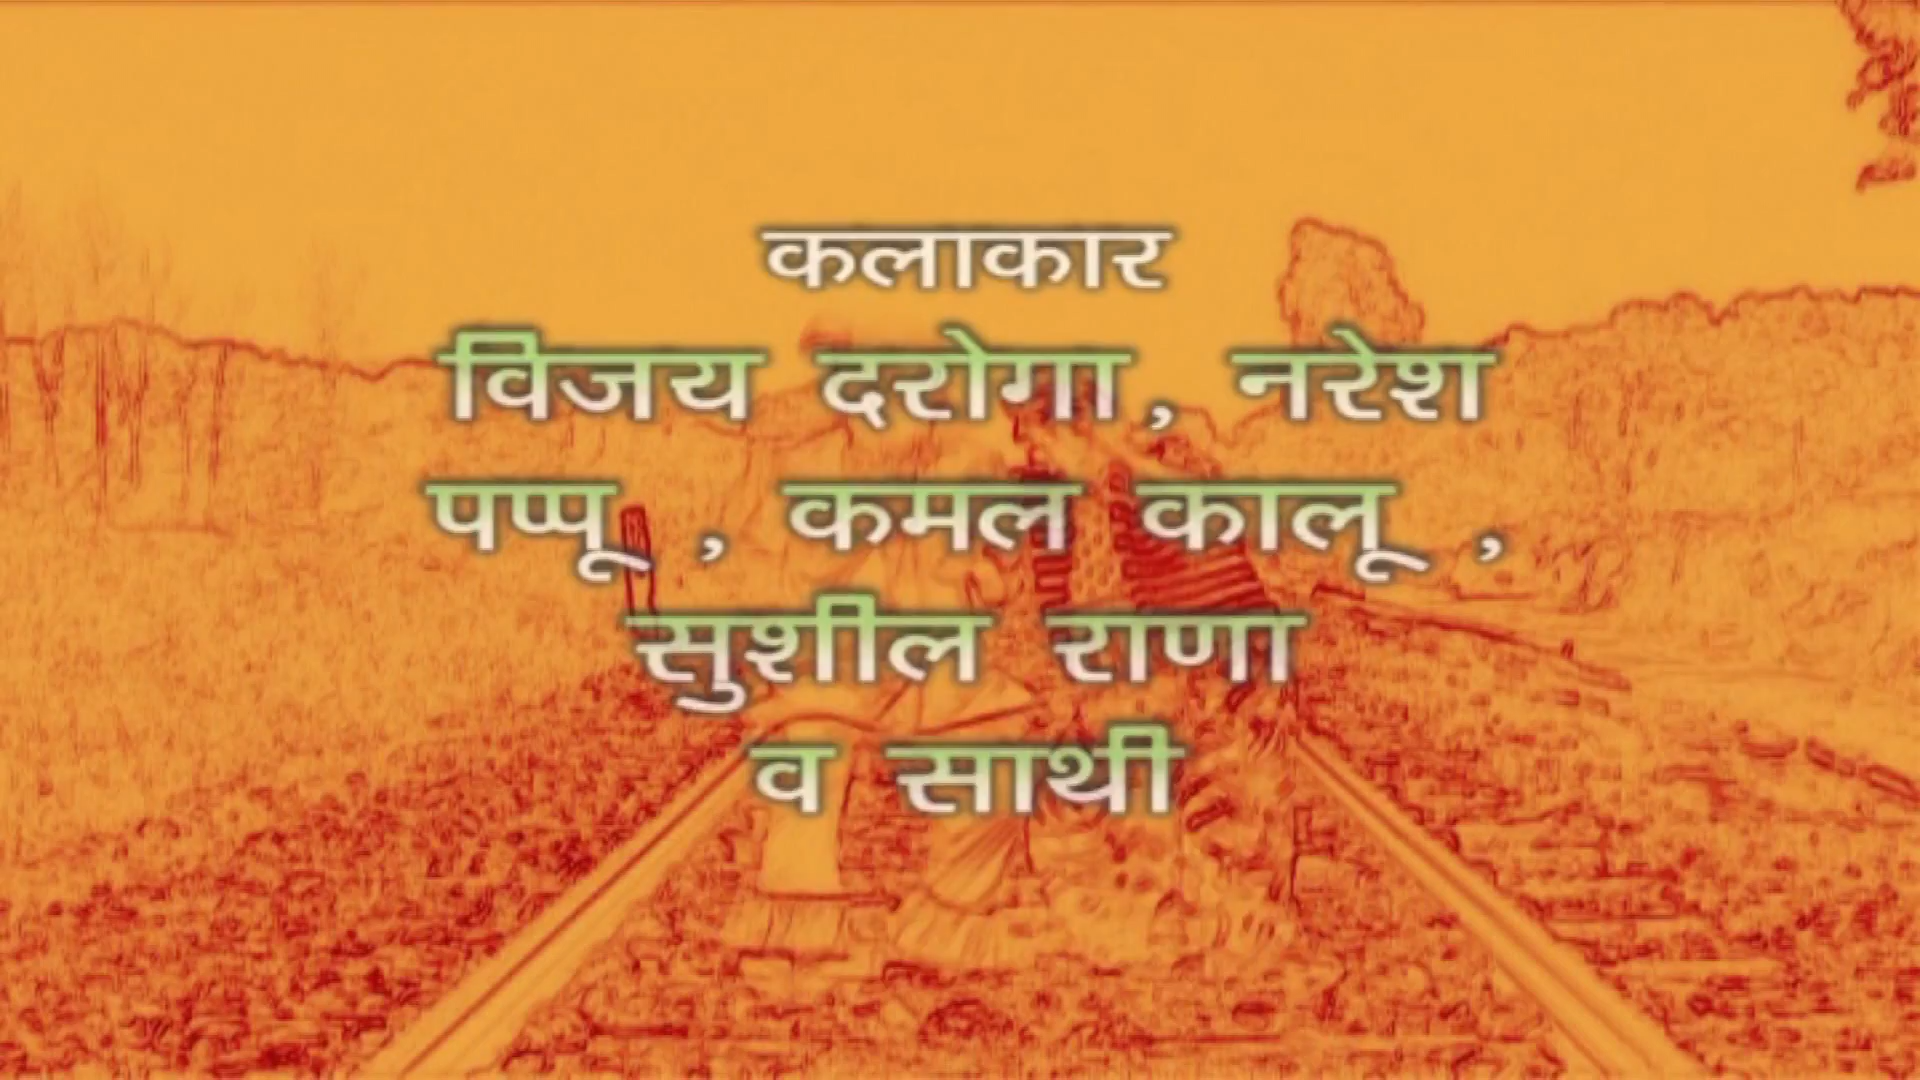 कलाकार
विजय दरोगा, नरेश
पप्पू , कमल कालू ,
सुशील राणा
व साथी